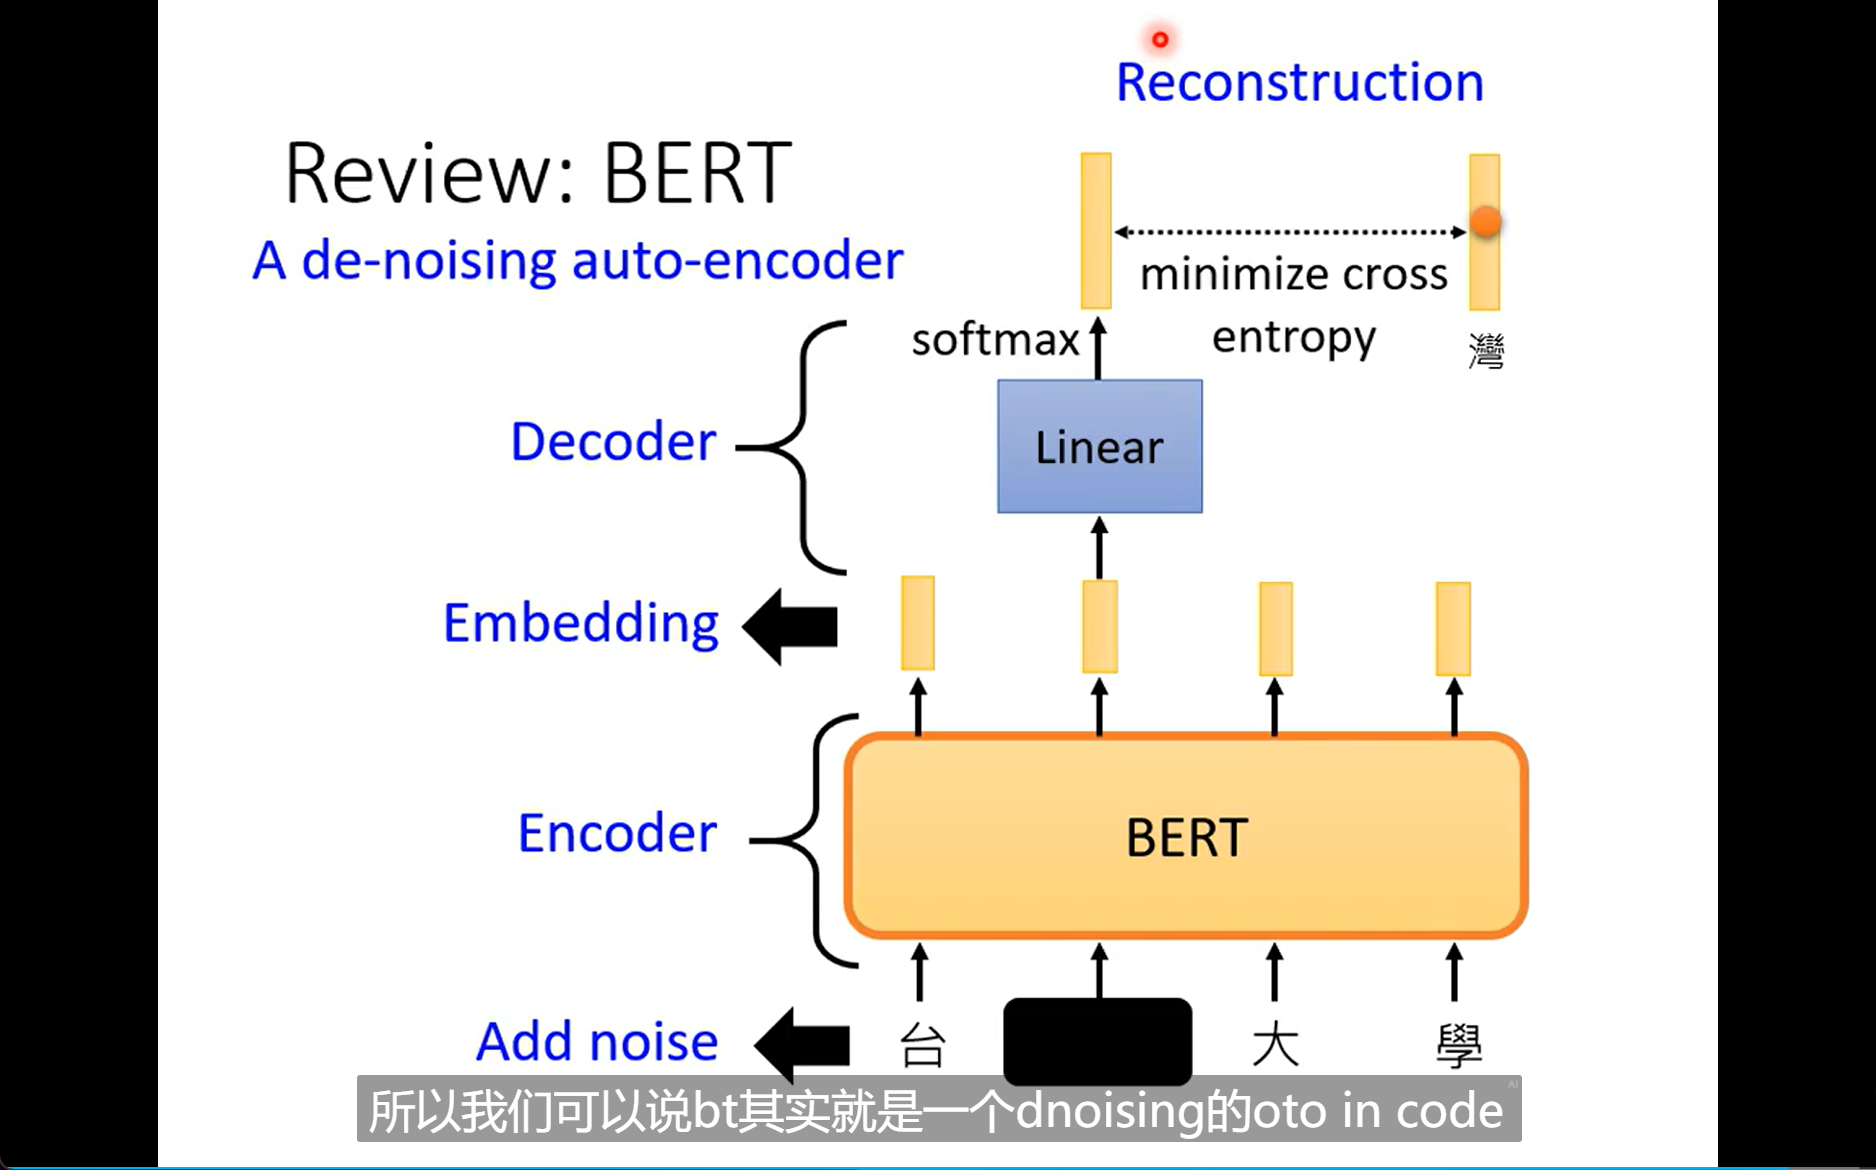 Reconstruction
Review: BERT
A de-noising auto-encoder
minimize cross
entropy
softmax
灣
Decoder
Linear
Embedding
Encoder
BERT
Add noise
台
大
學
AI
所以我们可以说bt其实就是一个dnoising的oto in code